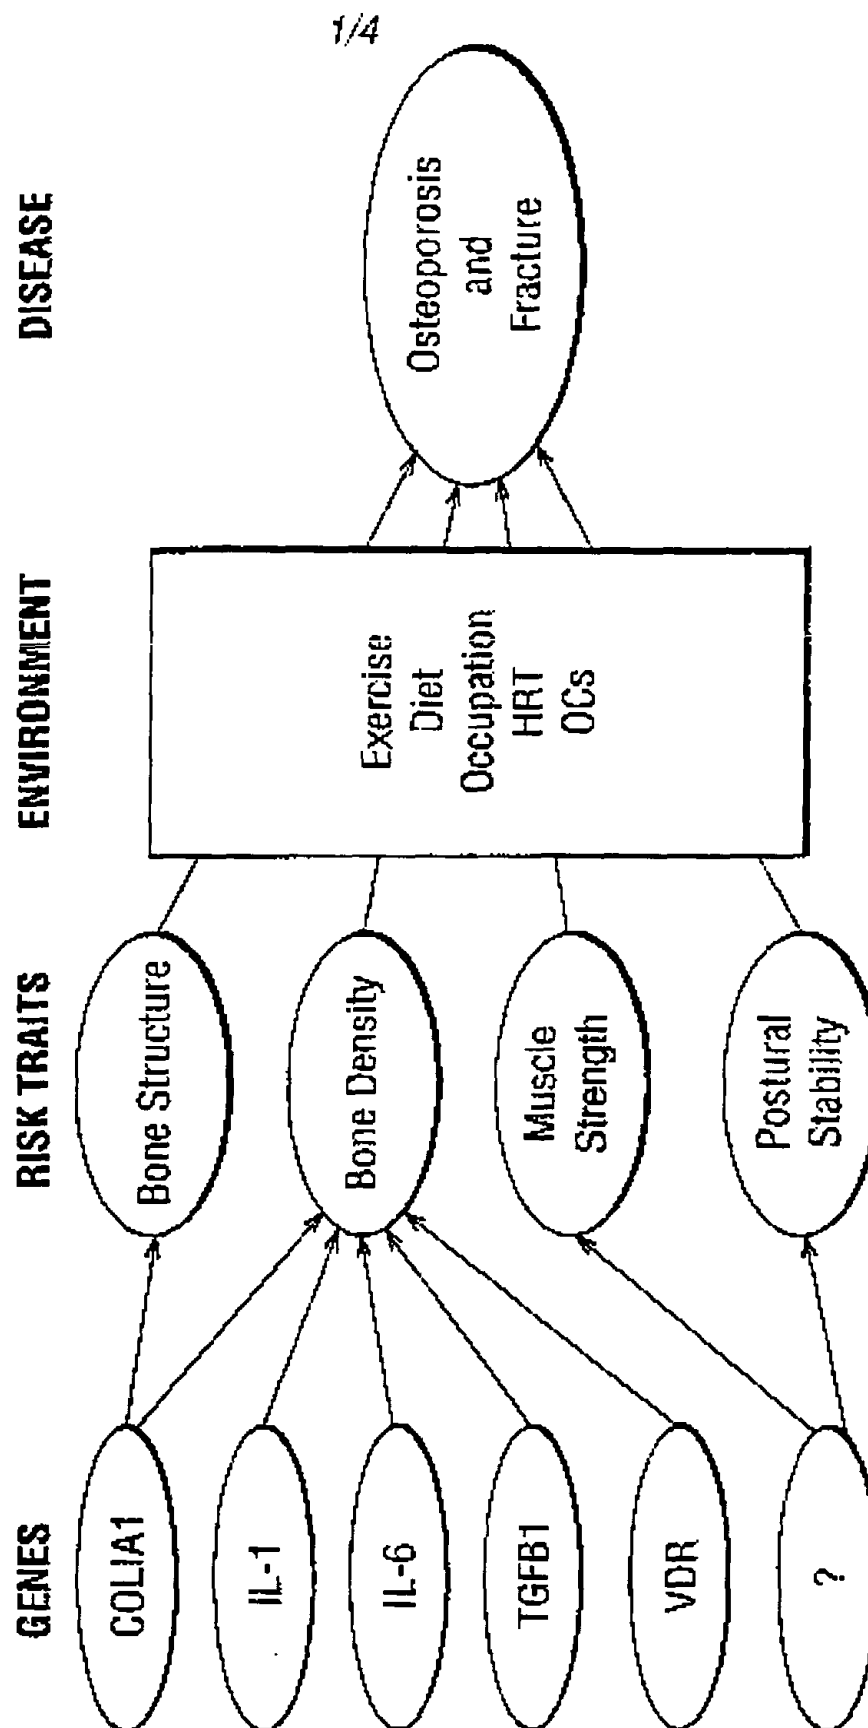 1/4
GENES
RISK TRAITS
ENVIRONMENT
DISEASE
COLIA1
IL-1
IL-6
TGFB1
VDR
?
Bone Structure
Bone Density
Muscle
Strength
Postural
Stability
Exercise
Diet
Occupation
HRT
OCs
Osteoporosis
and
Fracture